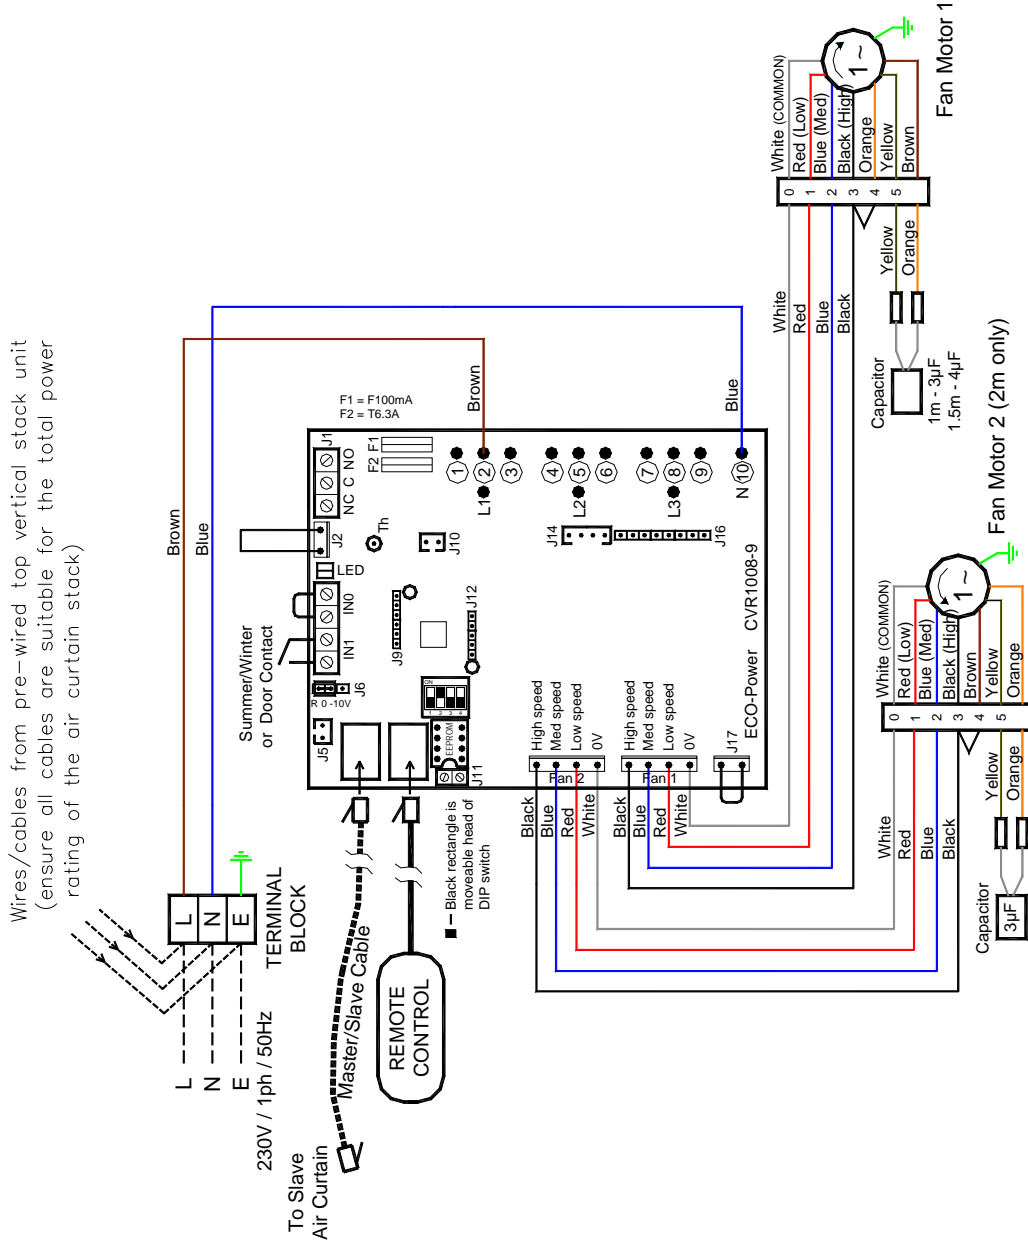 Wires/cables from pre-wired top vertical stack unit
(ensure all cables are suitable for the total power
rating of the air curtain stack)
L
N
E
230V / 1ph / 50Hz
L
N
E
TERMINAL
BLOCK
Brown
Blue
To Slave
Air Curtain
Master/Slave Cable
REMOTE
CONTROL
■ – Black rectangle is
moveable head of
DIP switch
Summer/Winter
or Door Contact
F1 = F100mA
F2 = T6.3A
Brown
Blue
J5
R 0 -10V
J6
IN1
IN0
LED
J2
NC C NO
J1
F2 F1
Th
J10
J9
J12
ON
1 2 3 4
EEPROM
J11
1
2
3
L1
4
5
6
L2
7
8
9
L3
N 10
J14
J16
ECO-Power CVR1008-9
High speed
Med speed
Low speed
0V
Fan 2
High speed
Med speed
Low speed
0V
Fan 1
J17
Black
Blue
Red
White
Black
Blue
Red
White
White
Red
Blue
Black
0
1
2
3
4
5
White (COMMON)
Red (Low)
Blue (Med)
Black (High)
Orange
Yellow
Brown
1 ~
Fan Motor 1
Yellow
Orange
Capacitor
1m - 3µF
1.5m - 4µF
White
Red
Blue
Black
0
1
2
3
4
5
White (COMMON)
Red (Low)
Blue (Med)
Black (High)
Brown
Yellow
Orange
1 ~
Fan Motor 2 (2m only)
Yellow
Orange
Capacitor
3µF